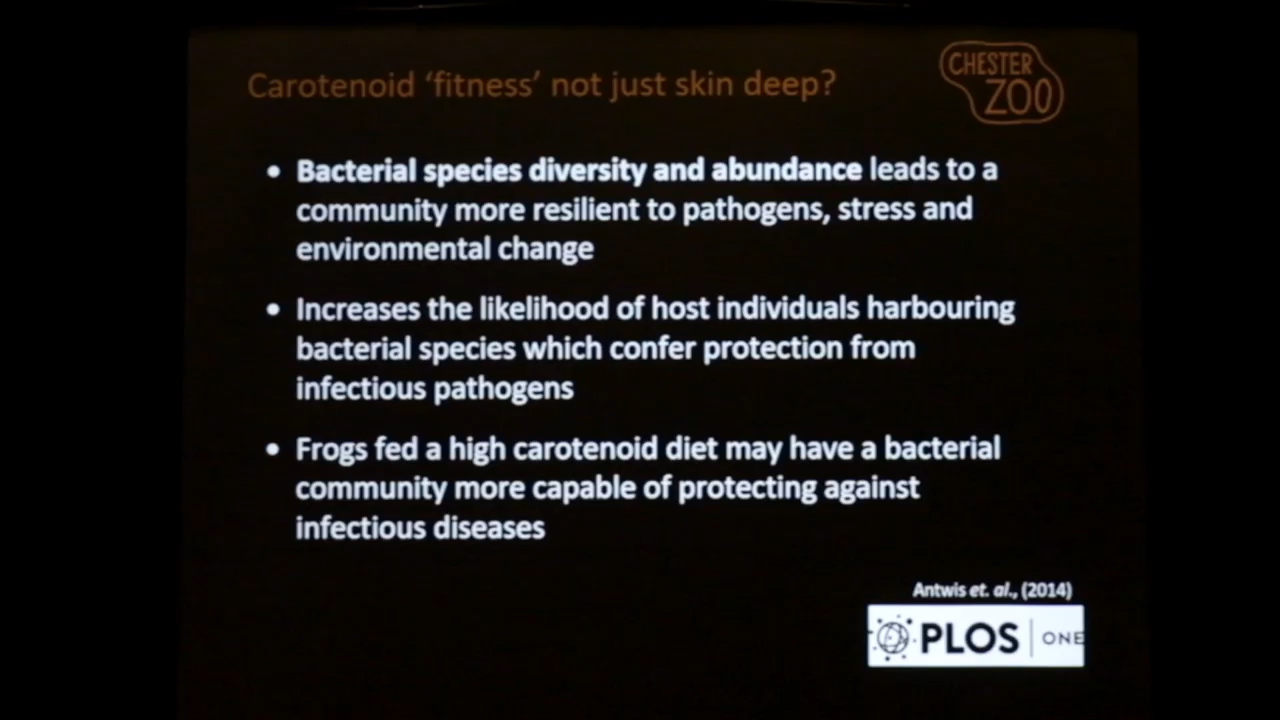 Carotenoid ‘fitness’ not just skin deep?
CHESTER
ZOO
• Bacterial species diversity and abundance leads to a
community more resilient to pathogens, stress and
environmental change
• Increases the likelihood of host individuals harbouring
bacterial species which confer protection from
infectious pathogens
• Frogs fed a high carotenoid diet may have a bacterial
community more capable of protecting against
infectious diseases
Antwis et. al., (2014)
PLOS | ONE